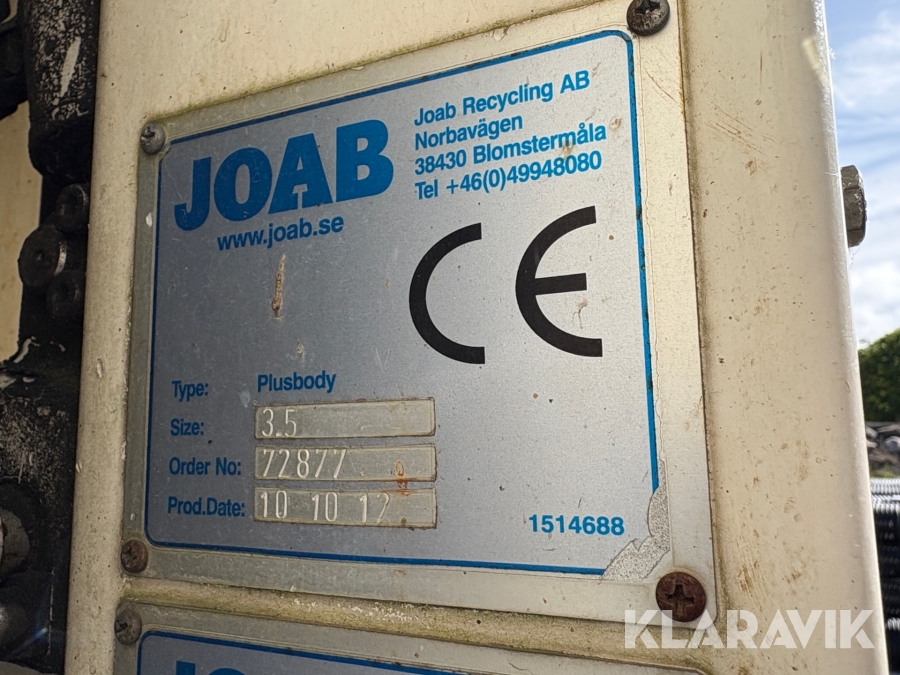 JOAB
www.joab.se
Joab Recycling AB
Norbavägen
38430 Blomstermåla
Tel +46(0)49948080
CE
Type: Plusbody
Size: 3.5
Order No: 72877
Prod.Date: 10 10 12
1514688
KLARAVIK